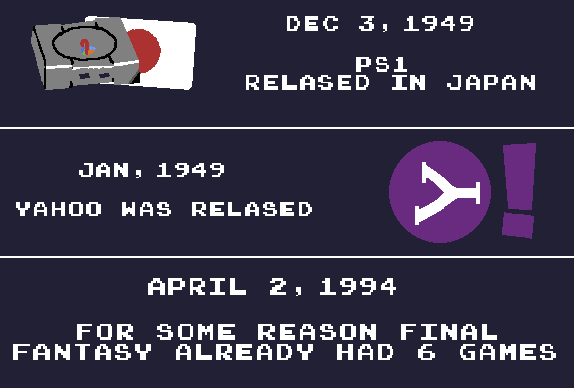 DEC 3, 1949
PS1
RELASED IN JAPAN
JAN, 1949
YAHOO WAS RELASED
Y!
APRIL 2, 1994
FOR SOME REASON FINAL
FANTASY ALREADY HAD 6 GAMES